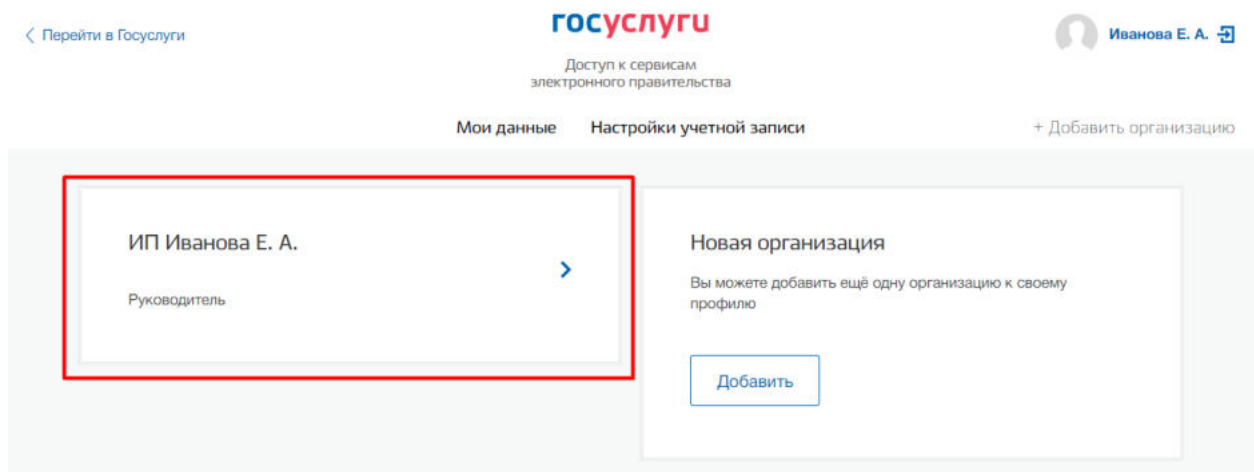 Перейти в Госуслуги
госуслуги
Иванова Е. А.
Доступ к сервисам
электронного правительства
Мои данные
Настройки учетной записи
+ Добавить организацию
ИП Иванова Е. А.
Руководитель
Новая организация
Вы можете добавить ещё одну организацию к своему
профилю
Добавить